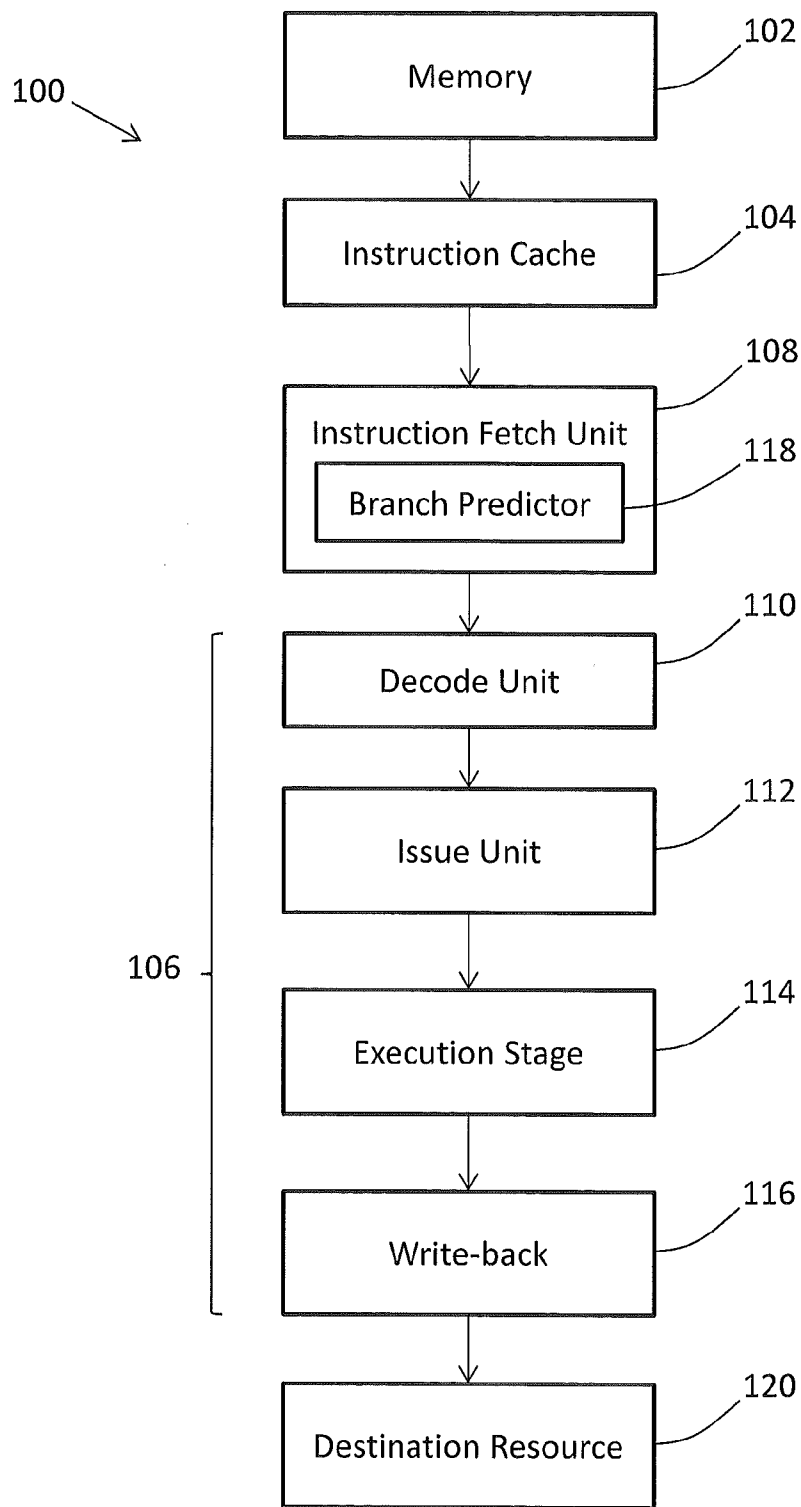 102
Memory
100
104
Instruction Cache
108
Instruction Fetch Unit
118
Branch Predictor
110
Decode Unit
112
Issue Unit
106
114
Execution Stage
116
Write-back
120
Destination Resource